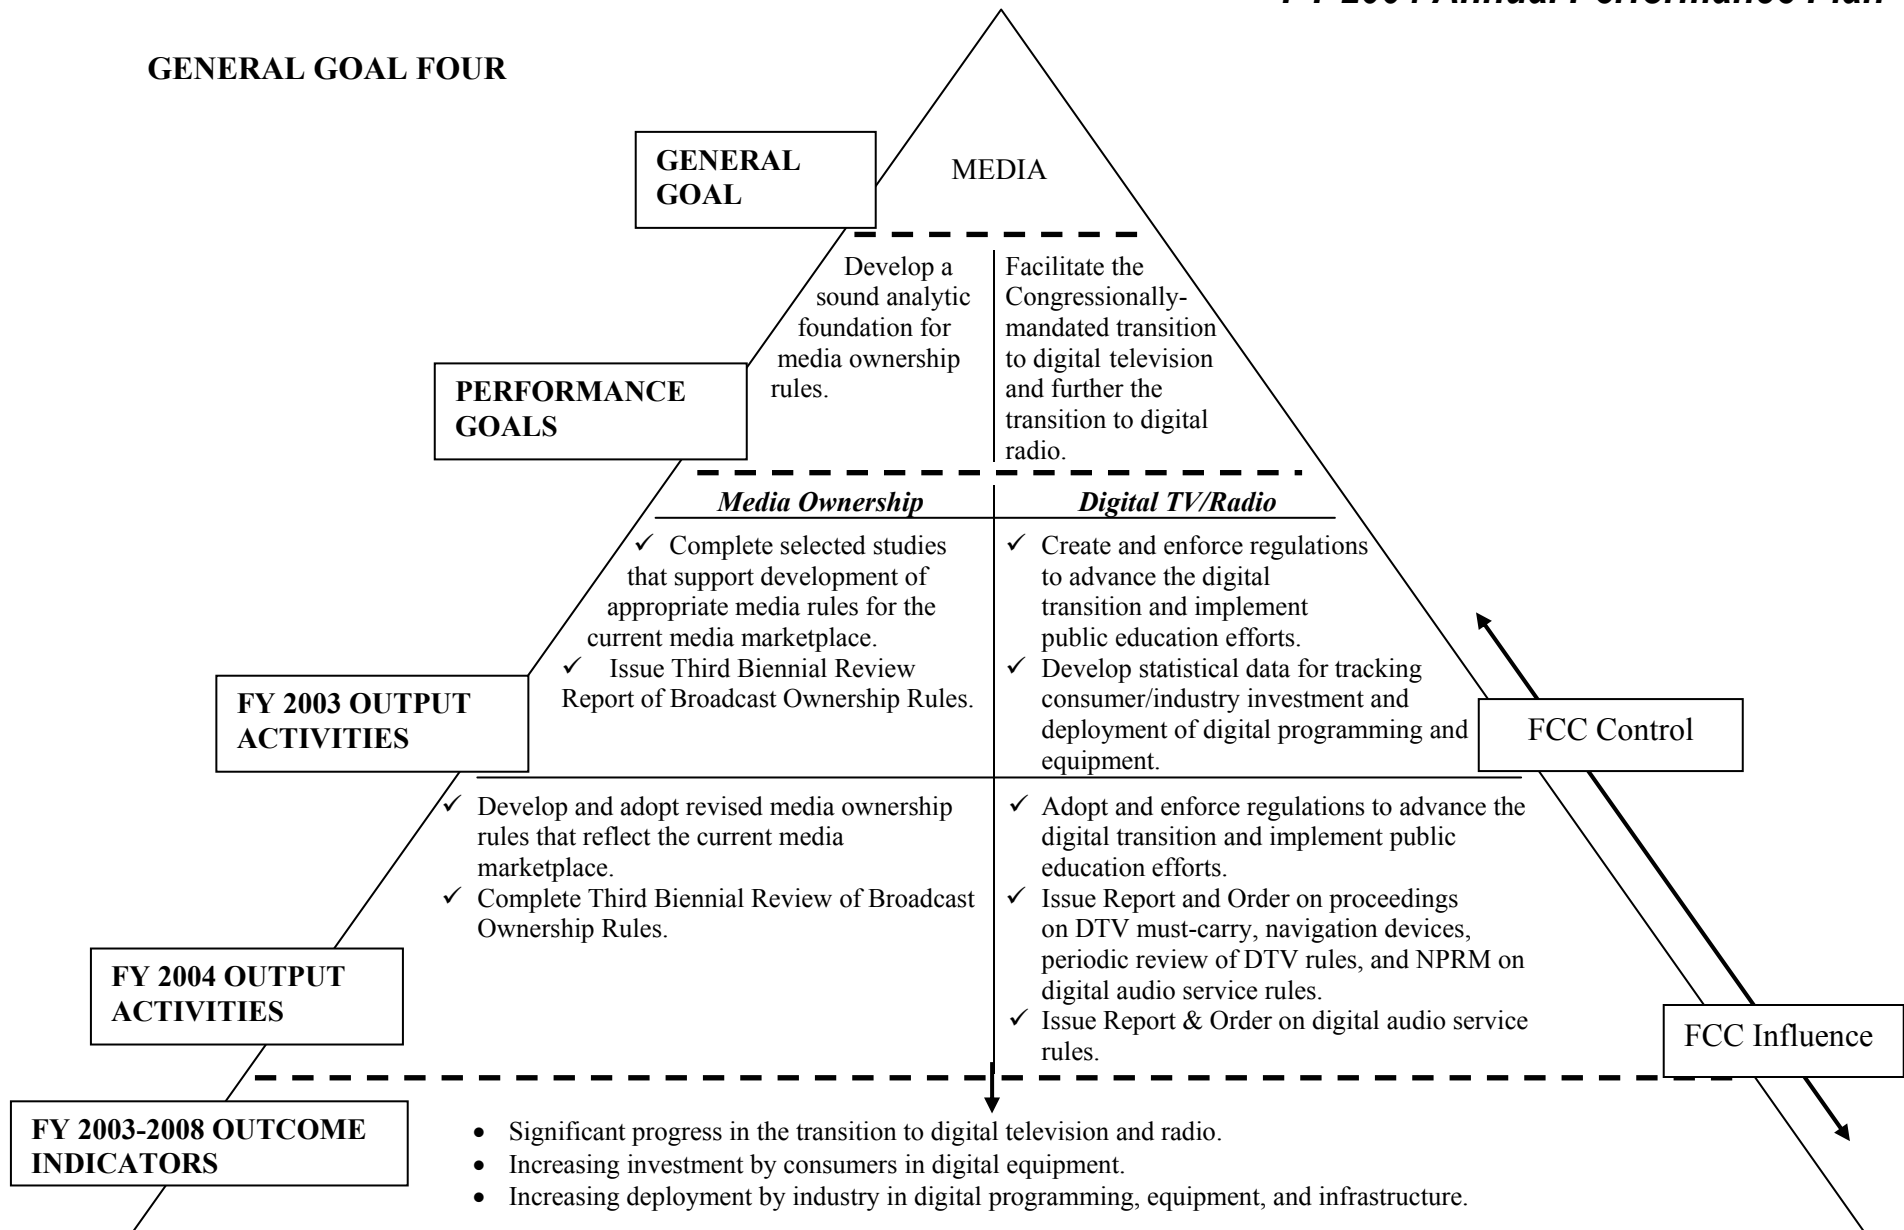 GENERAL GOAL FOUR
GENERAL
GOAL
MEDIA
Develop a
sound analytic
foundation for
media ownership
rules.
Facilitate the
Congressionally-
mandated transition
to digital television
and further the
transition to digital
radio.
PERFORMANCE
GOALS
Media Ownership
Digital TV/Radio
✓ Complete selected studies
that support development of
appropriate media rules for the
current media marketplace.
✓ Issue Third Biennial Review
Report of Broadcast Ownership Rules.
✓ Create and enforce regulations
to advance the digital
transition and implement
public education efforts.
✓ Develop statistical data for tracking
consumer/industry investment and
deployment of digital programming and
equipment.
FY 2003 OUTPUT
ACTIVITIES
FCC Control
✓ Develop and adopt revised media ownership
rules that reflect the current media
marketplace.
✓ Complete Third Biennial Review of Broadcast
Ownership Rules.
✓ Adopt and enforce regulations to advance the
digital transition and implement public
education efforts.
✓ Issue Report and Order on proceedings
on DTV must-carry, navigation devices,
periodic review of DTV rules, and NPRM on
digital audio service rules.
✓ Issue Report & Order on digital audio service
rules.
FY 2004 OUTPUT
ACTIVITIES
FCC Influence
FY 2003-2008 OUTCOME
INDICATORS
• Significant progress in the transition to digital television and radio.
• Increasing investment by consumers in digital equipment.
• Increasing deployment by industry in digital programming, equipment, and infrastructure.